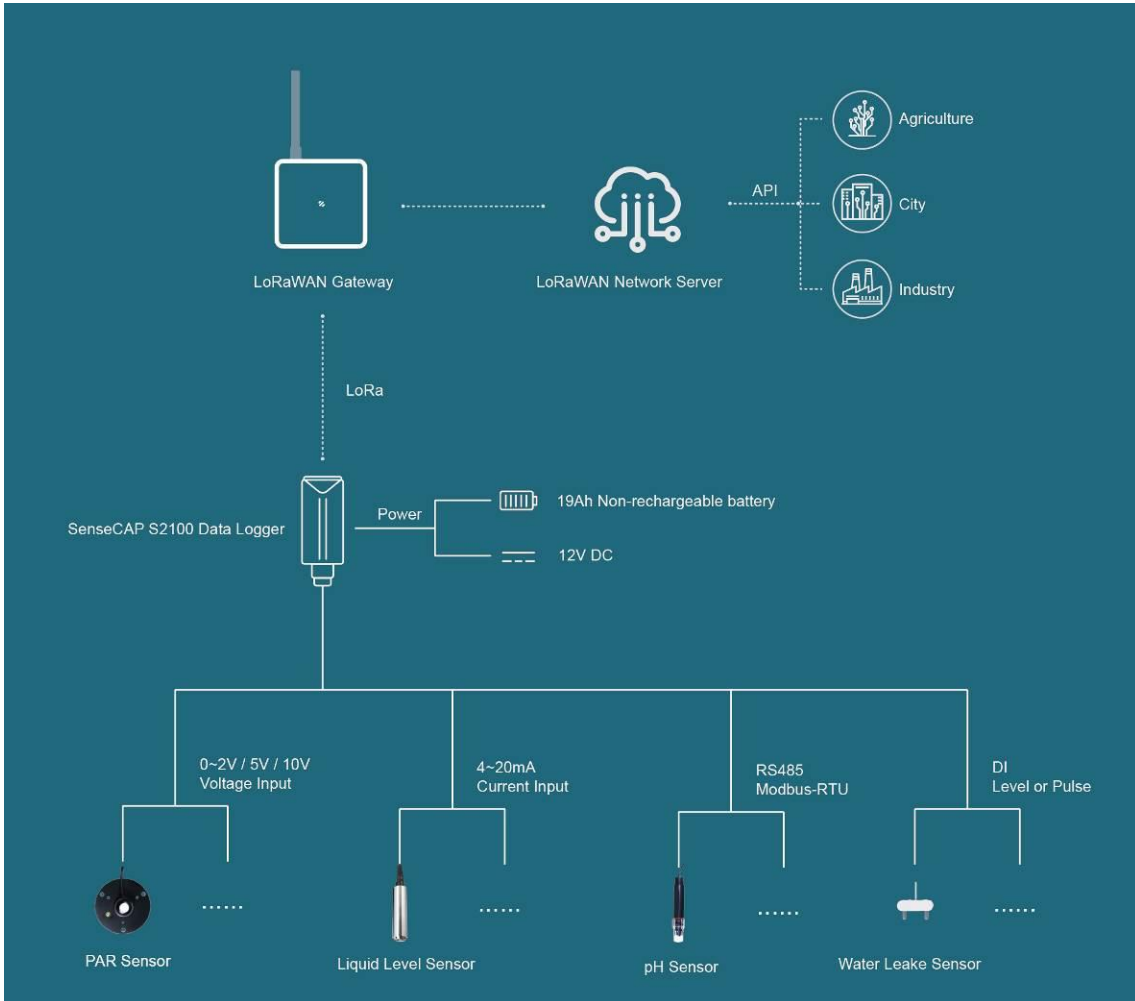 Agriculture
API
City
LoRaWAN Gateway
LoRaWAN Network Server
Industry
LoRa
SenseCAP S2100 Data Logger
Power
19Ah Non-rechargeable battery
12V DC
0~2V / 5V / 10V
Voltage Input
4~20mA
Current Input
RS485
Modbus-RTU
DI
Level or Pulse
......
......
......
......
PAR Sensor
Liquid Level Sensor
pH Sensor
Water Leake Sensor